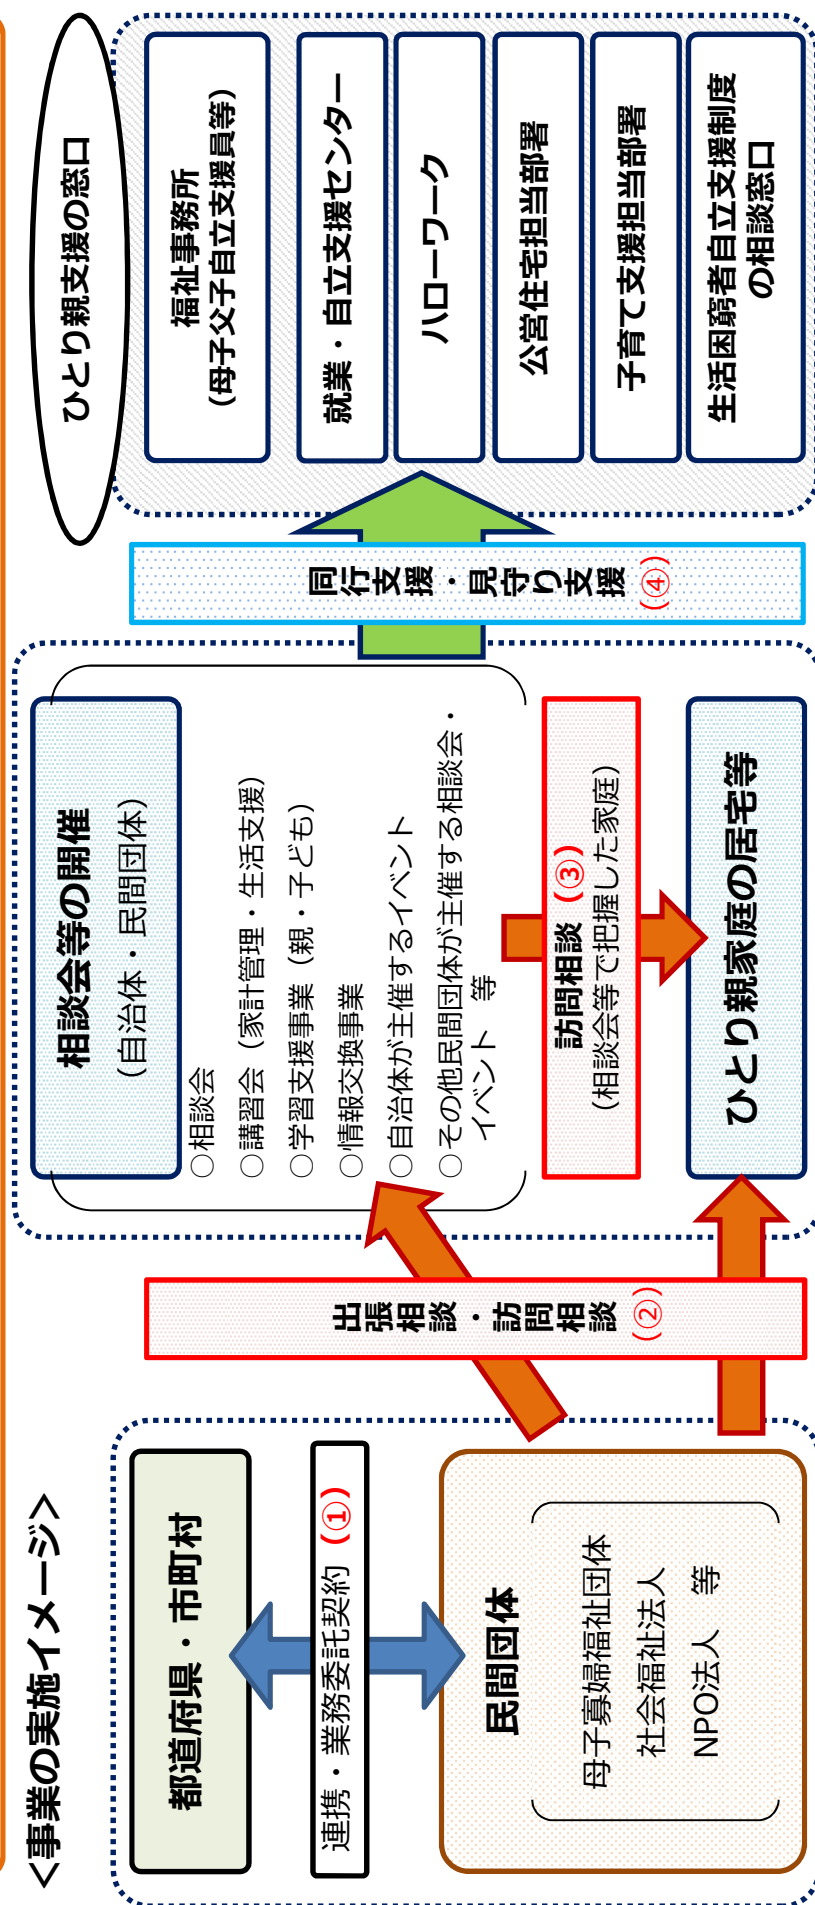 ＜事業の実施イメージ＞
都道府県・市町村
連携・業務委託契約（①）
民間団体
母子寡婦福祉団体
社会福祉法人
NPO法人　等
出張相談・訪問相談（②）
相談会等の開催
（自治体・民間団体）
○相談会
○講習会（家計管理・生活支援）
○学習支援事業（親・子ども）
○情報交換事業
○自治体が主催するイベント
○その他民間団体が主催する相談会・
イベント　等
訪問相談（③）
（相談会等で把握した家庭）
ひとり親家庭の居宅等
同行支援・見守り支援（④）
ひとり親支援の窓口
福祉事務所
（母子父子自立支援員等）
就業・自立支援センター
ハローワーク
公営住宅担当部署
子育て支援担当部署
生活困窮者自立支援制度
の相談窓口